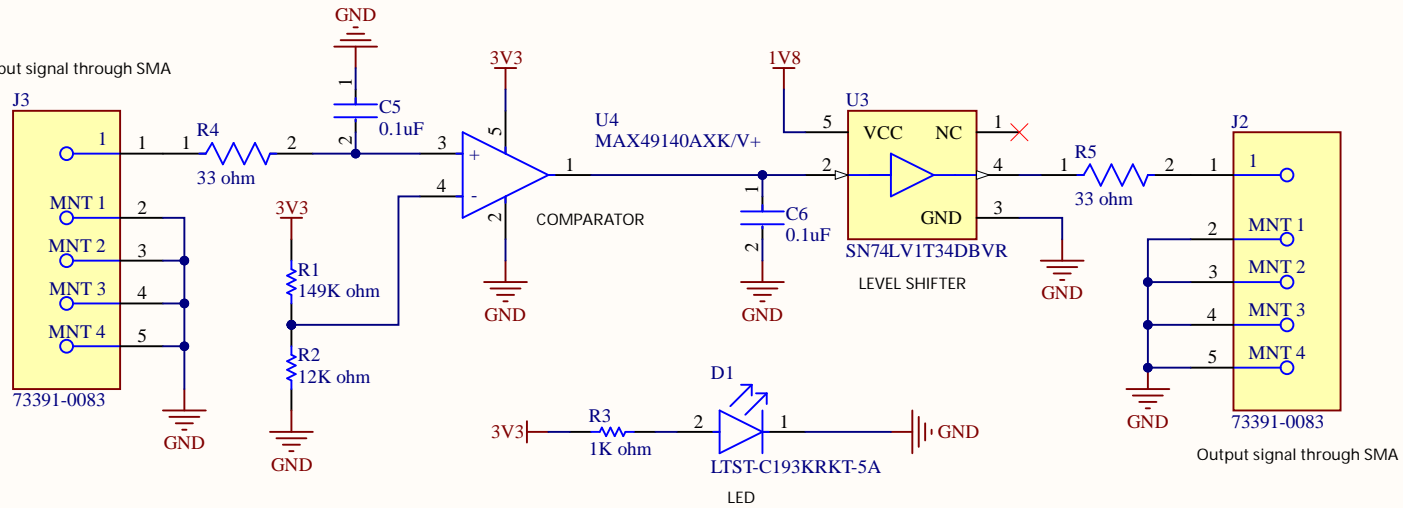 GND
put signal through SMA
3V3
1V8
J3
1
1
1
R4
2
33 ohm
1
2
C5
0.1uF
3
4
+
-
5
2
1
U4
MAX49140AXK/V+
COMPARATOR
GND
MNT 1
2
MNT 2
3
MNT 3
4
MNT 4
5
73391-0083
GND
3V3
R1
149K ohm
R2
12K ohm
GND
1
2
C6
0.1uF
GND
U3
5
VCC
NC
1
2
4
GND
3
SN74LV1T34DBVR
LEVEL SHIFTER
GND
1
R5
2
33 ohm
J2
1
1
2
MNT 1
3
MNT 2
4
MNT 3
5
MNT 4
73391-0083
GND
Output signal through SMA
3V3
R3
1K ohm
2
D1
1
GND
LTST-C193KRKT-5A
LED